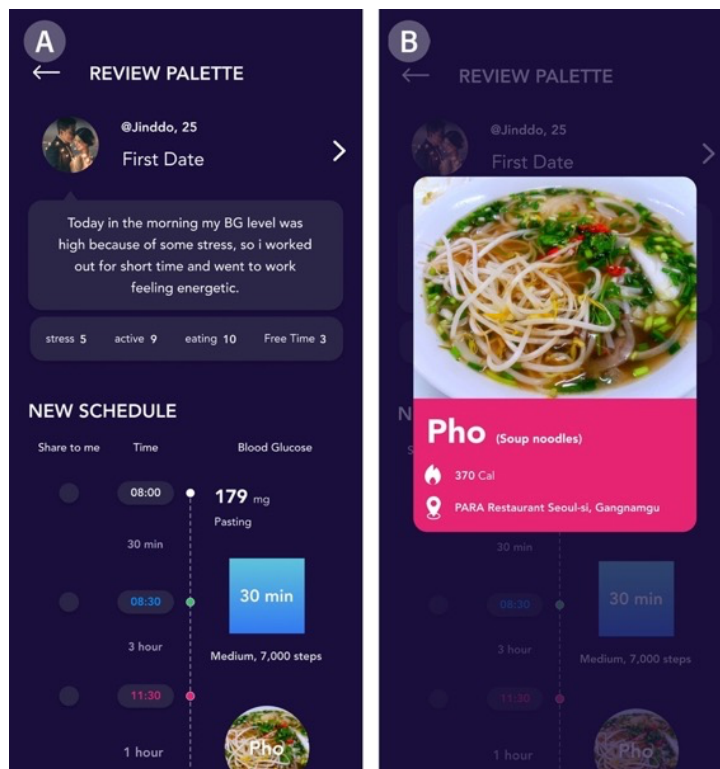 A
REVIEW PALETTE
@Jinddo, 25
First Date
Today in the morning my BG level was
high because of some stress, so i worked
out for short time and went to work
feeling energetic.
stress 5 active 9 eating 10 Free Time 3
NEW SCHEDULE
Share to me Time Blood Glucose
08:00 179 mg
Pasting
30 min
08:30 30 min
3 hour
Medium, 7,000 steps
11:30
Pho
1 hour
B
REVIEW PALETTE
@Jinddo, 25
First Date
N
S
Pho (Soup noodles)
370 Cal
PARA Restaurant Seoul-si, Gangnamgu
30 min
08:30 30 min
3 hour
Medium, 7,000 steps
11:30
Pho
1 hour